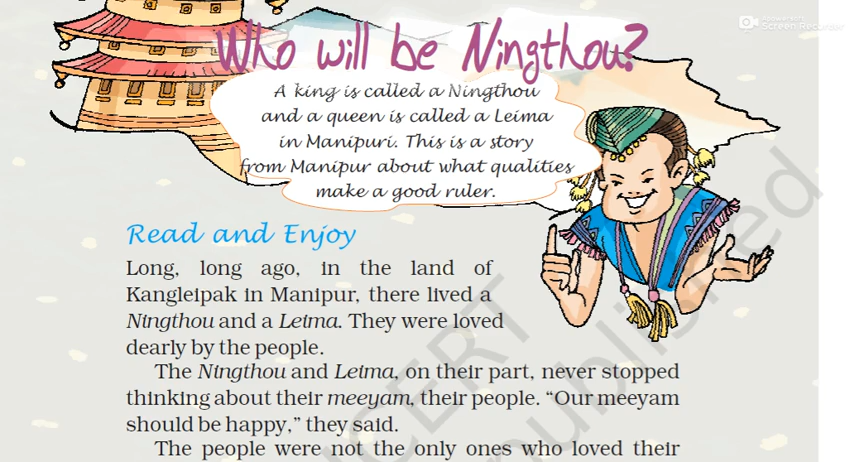 Screen Recorder
Who will be Ningthou?
A king is called a Ningthou
and a queen is called a Leima
in Manipuri. This is a story
from Manipur about what qualities
make a good ruler.
Read and Enjoy
Long, long ago, in the land of
Kangleipak in Manipur, there lived a
Ningthou and a Leima. They were loved
dearly by the people.
The Ningthou and Leima, on their part, never stopped
thinking about their meeyam, their people. “Our meeyam
should be happy,” they said.
The people were not the only ones who loved their